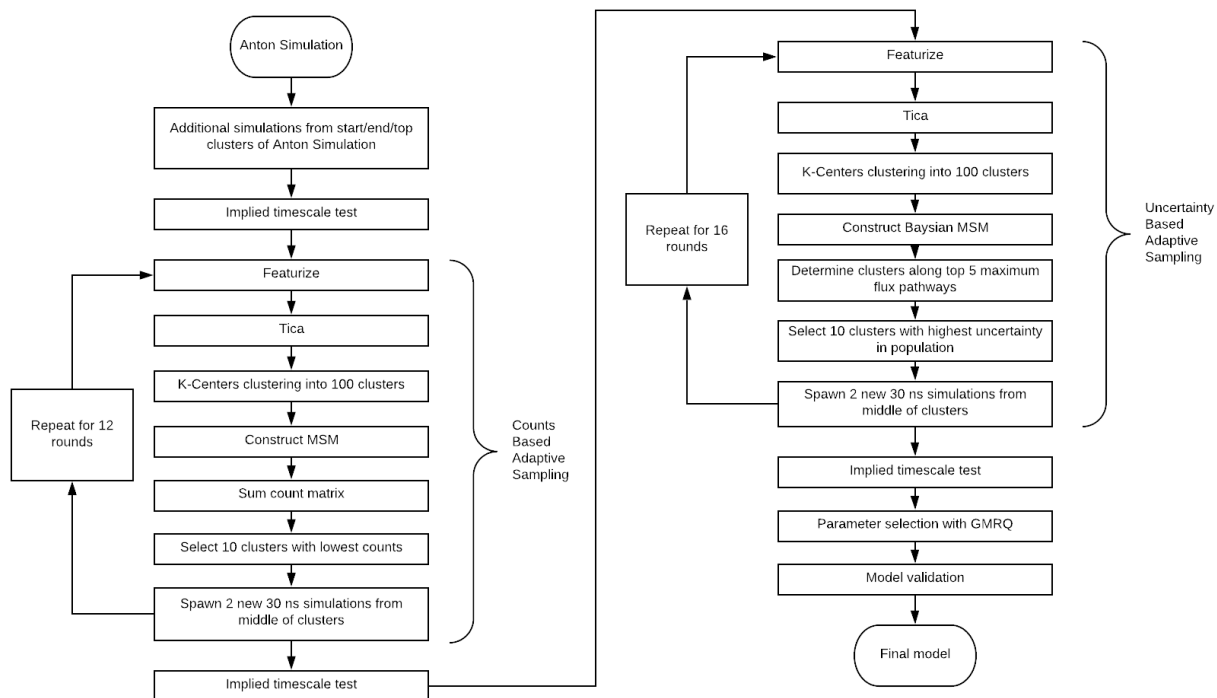 Anton Simulation
Additional simulations from start/end/top
clusters of Anton Simulation
Implied timescale test
Featurize
Tica
K-Centers clustering into 100 clusters
Construct MSM
Sum count matrix
Select 10 clusters with lowest counts
Spawn 2 new 30 ns simulations from
middle of clusters
Implied timescale test
Repeat for 12
rounds
Counts
Based
Adaptive
Sampling
Featurize
Tica
K-Centers clustering into 100 clusters
Construct Baysian MSM
Determine clusters along top 5 maximum
flux pathways
Select 10 clusters with highest uncertainty
in population
Spawn 2 new 30 ns simulations from
middle of clusters
Repeat for 16
rounds
Uncertainty
Based
Adaptive
Sampling
Implied timescale test
Parameter selection with GMRQ
Model validation
Final model